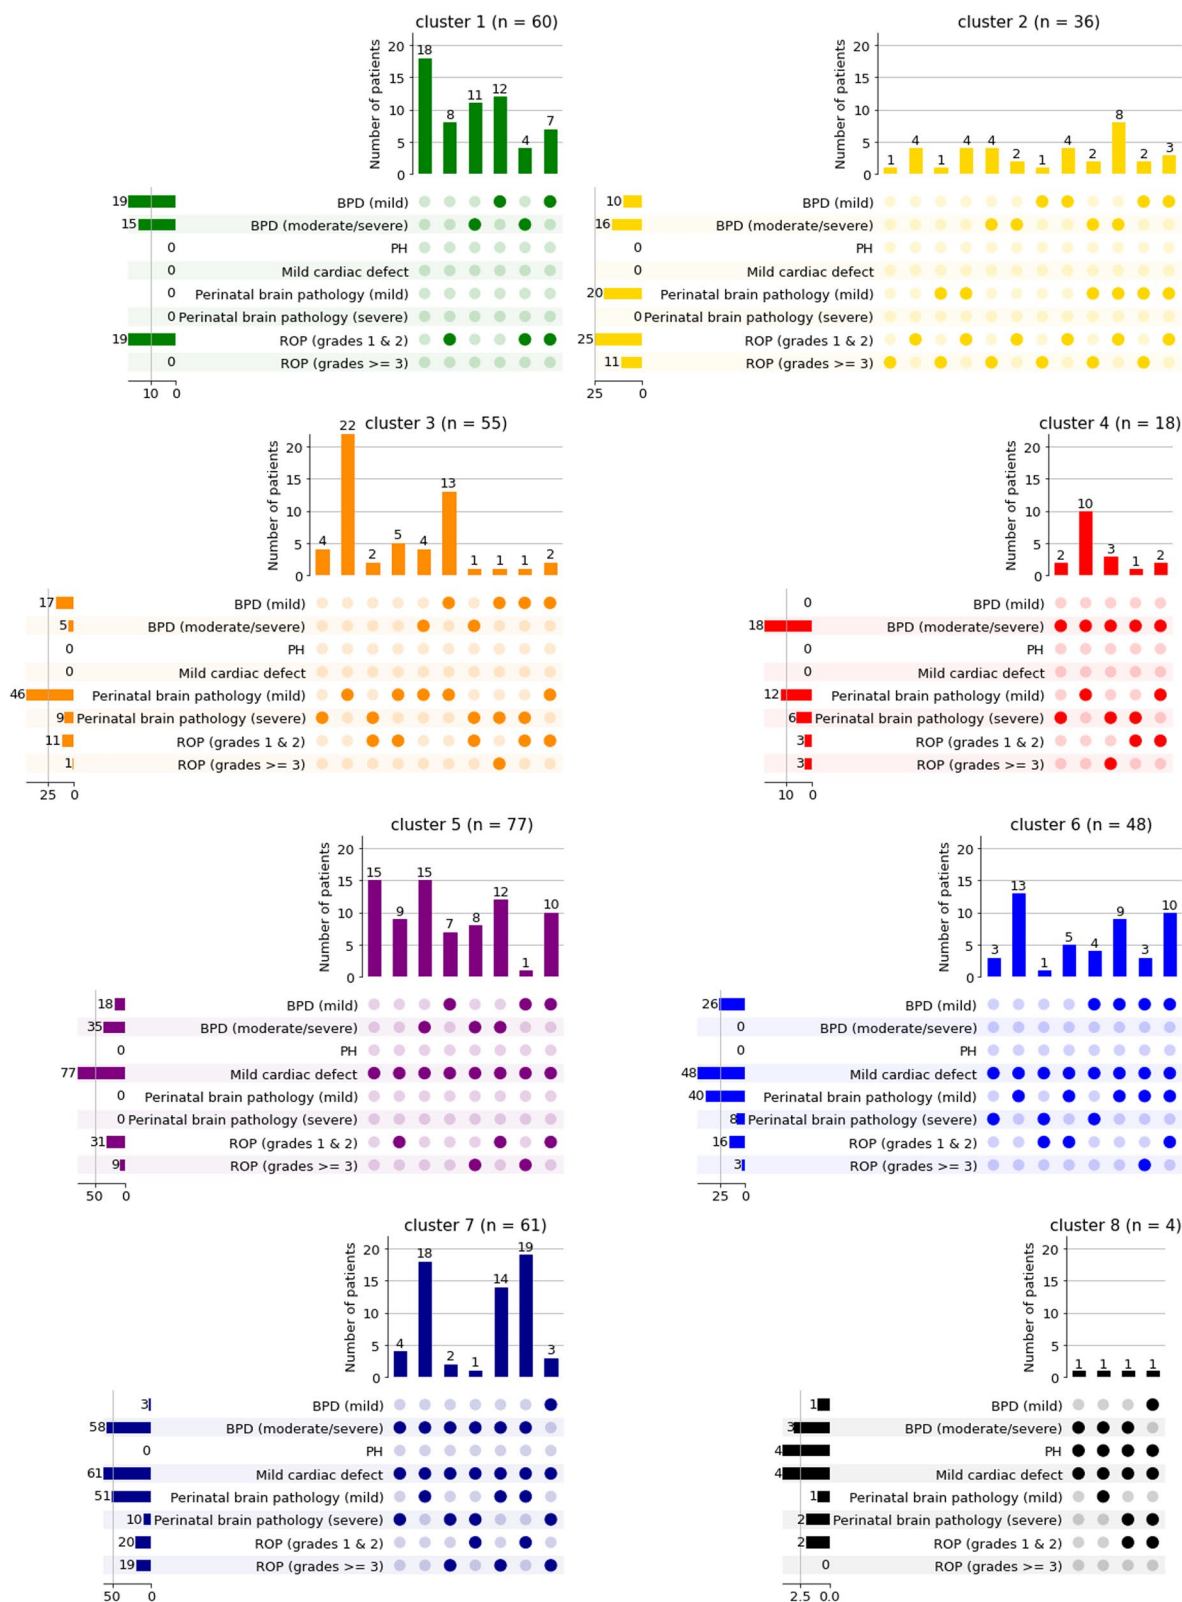 cluster 1 (n = 60)
Number of patients
20
15
10
5
0
18
8
11
12
4
7
19 BPD (mild)
15 BPD (moderate/severe)
0 PH
0 Mild cardiac defect
0 Perinatal brain pathology (mild)
0 Perinatal brain pathology (severe)
19 ROP (grades 1 & 2)
0 ROP (grades >= 3)
10 0
cluster 2 (n = 36)
Number of patients
20
15
10
5
0
1
4
1
4
4
2
1
4
2
8
2
3
10 BPD (mild)
16 BPD (moderate/severe)
0 PH
0 Mild cardiac defect
20 Perinatal brain pathology (mild)
0 Perinatal brain pathology (severe)
25 ROP (grades 1 & 2)
11 ROP (grades >= 3)
25 0
cluster 3 (n = 55)
Number of patients
20
15
10
5
0
4
22
2
5
4
13
1
1
1
2
17 BPD (mild)
5 BPD (moderate/severe)
0 PH
0 Mild cardiac defect
46 Perinatal brain pathology (mild)
9 Perinatal brain pathology (severe)
11 ROP (grades 1 & 2)
1 ROP (grades >= 3)
25 0
cluster 4 (n = 18)
Number of patients
20
15
10
5
0
2
10
3
1
2
0 BPD (mild)
18 BPD (moderate/severe)
0 PH
0 Mild cardiac defect
12 Perinatal brain pathology (mild)
6 Perinatal brain pathology (severe)
3 ROP (grades 1 & 2)
3 ROP (grades >= 3)
10 0
cluster 5 (n = 77)
Number of patients
20
15
10
5
0
15
9
15
7
8
12
1
10
18 BPD (mild)
35 BPD (moderate/severe)
0 PH
77 Mild cardiac defect
0 Perinatal brain pathology (mild)
0 Perinatal brain pathology (severe)
31 ROP (grades 1 & 2)
9 ROP (grades >= 3)
50 0
cluster 6 (n = 48)
Number of patients
20
15
10
5
0
3
13
1
5
4
9
3
10
26 BPD (mild)
0 BPD (moderate/severe)
0 PH
48 Mild cardiac defect
40 Perinatal brain pathology (mild)
8 Perinatal brain pathology (severe)
16 ROP (grades 1 & 2)
3 ROP (grades >= 3)
25 0
cluster 7 (n = 61)
Number of patients
20
15
10
5
0
4
18
2
1
14
19
3
3 BPD (mild)
58 BPD (moderate/severe)
0 PH
61 Mild cardiac defect
51 Perinatal brain pathology (mild)
10 Perinatal brain pathology (severe)
20 ROP (grades 1 & 2)
19 ROP (grades >= 3)
50 0
cluster 8 (n = 4)
Number of patients
20
15
10
5
0
1
1
1
1
1 BPD (mild)
3 BPD (moderate/severe)
4 PH
4 Mild cardiac defect
1 Perinatal brain pathology (mild)
2 Perinatal brain pathology (severe)
2 ROP (grades 1 & 2)
0 ROP (grades >= 3)
2.5 0.0